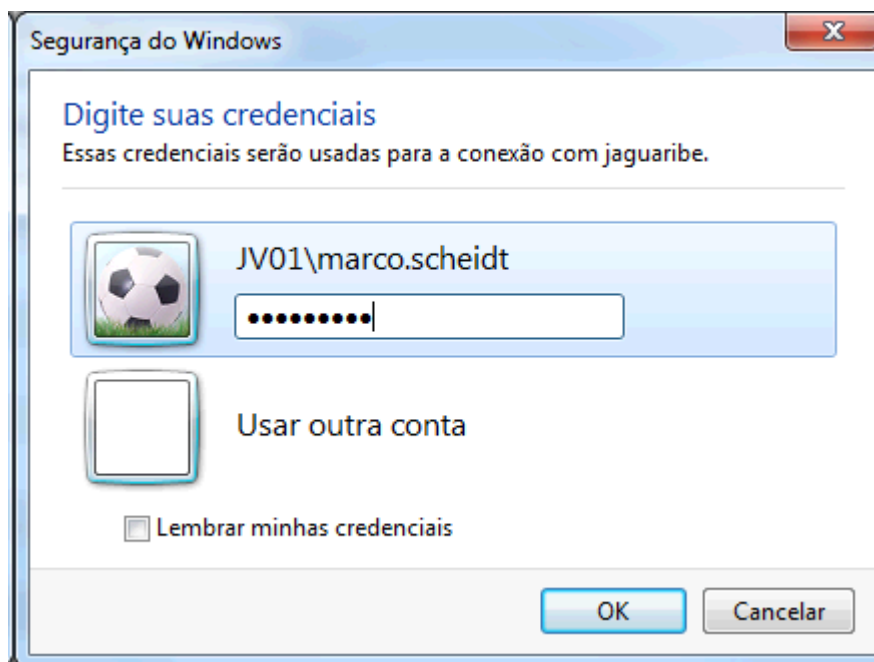 Segurança do Windows
Digite suas credenciais
Essas credenciais serão usadas para a conexão com jaguaribe.
JV01\marco.scheidt
•••••••••
Usar outra conta
Lembrar minhas credenciais
OK
Cancelar